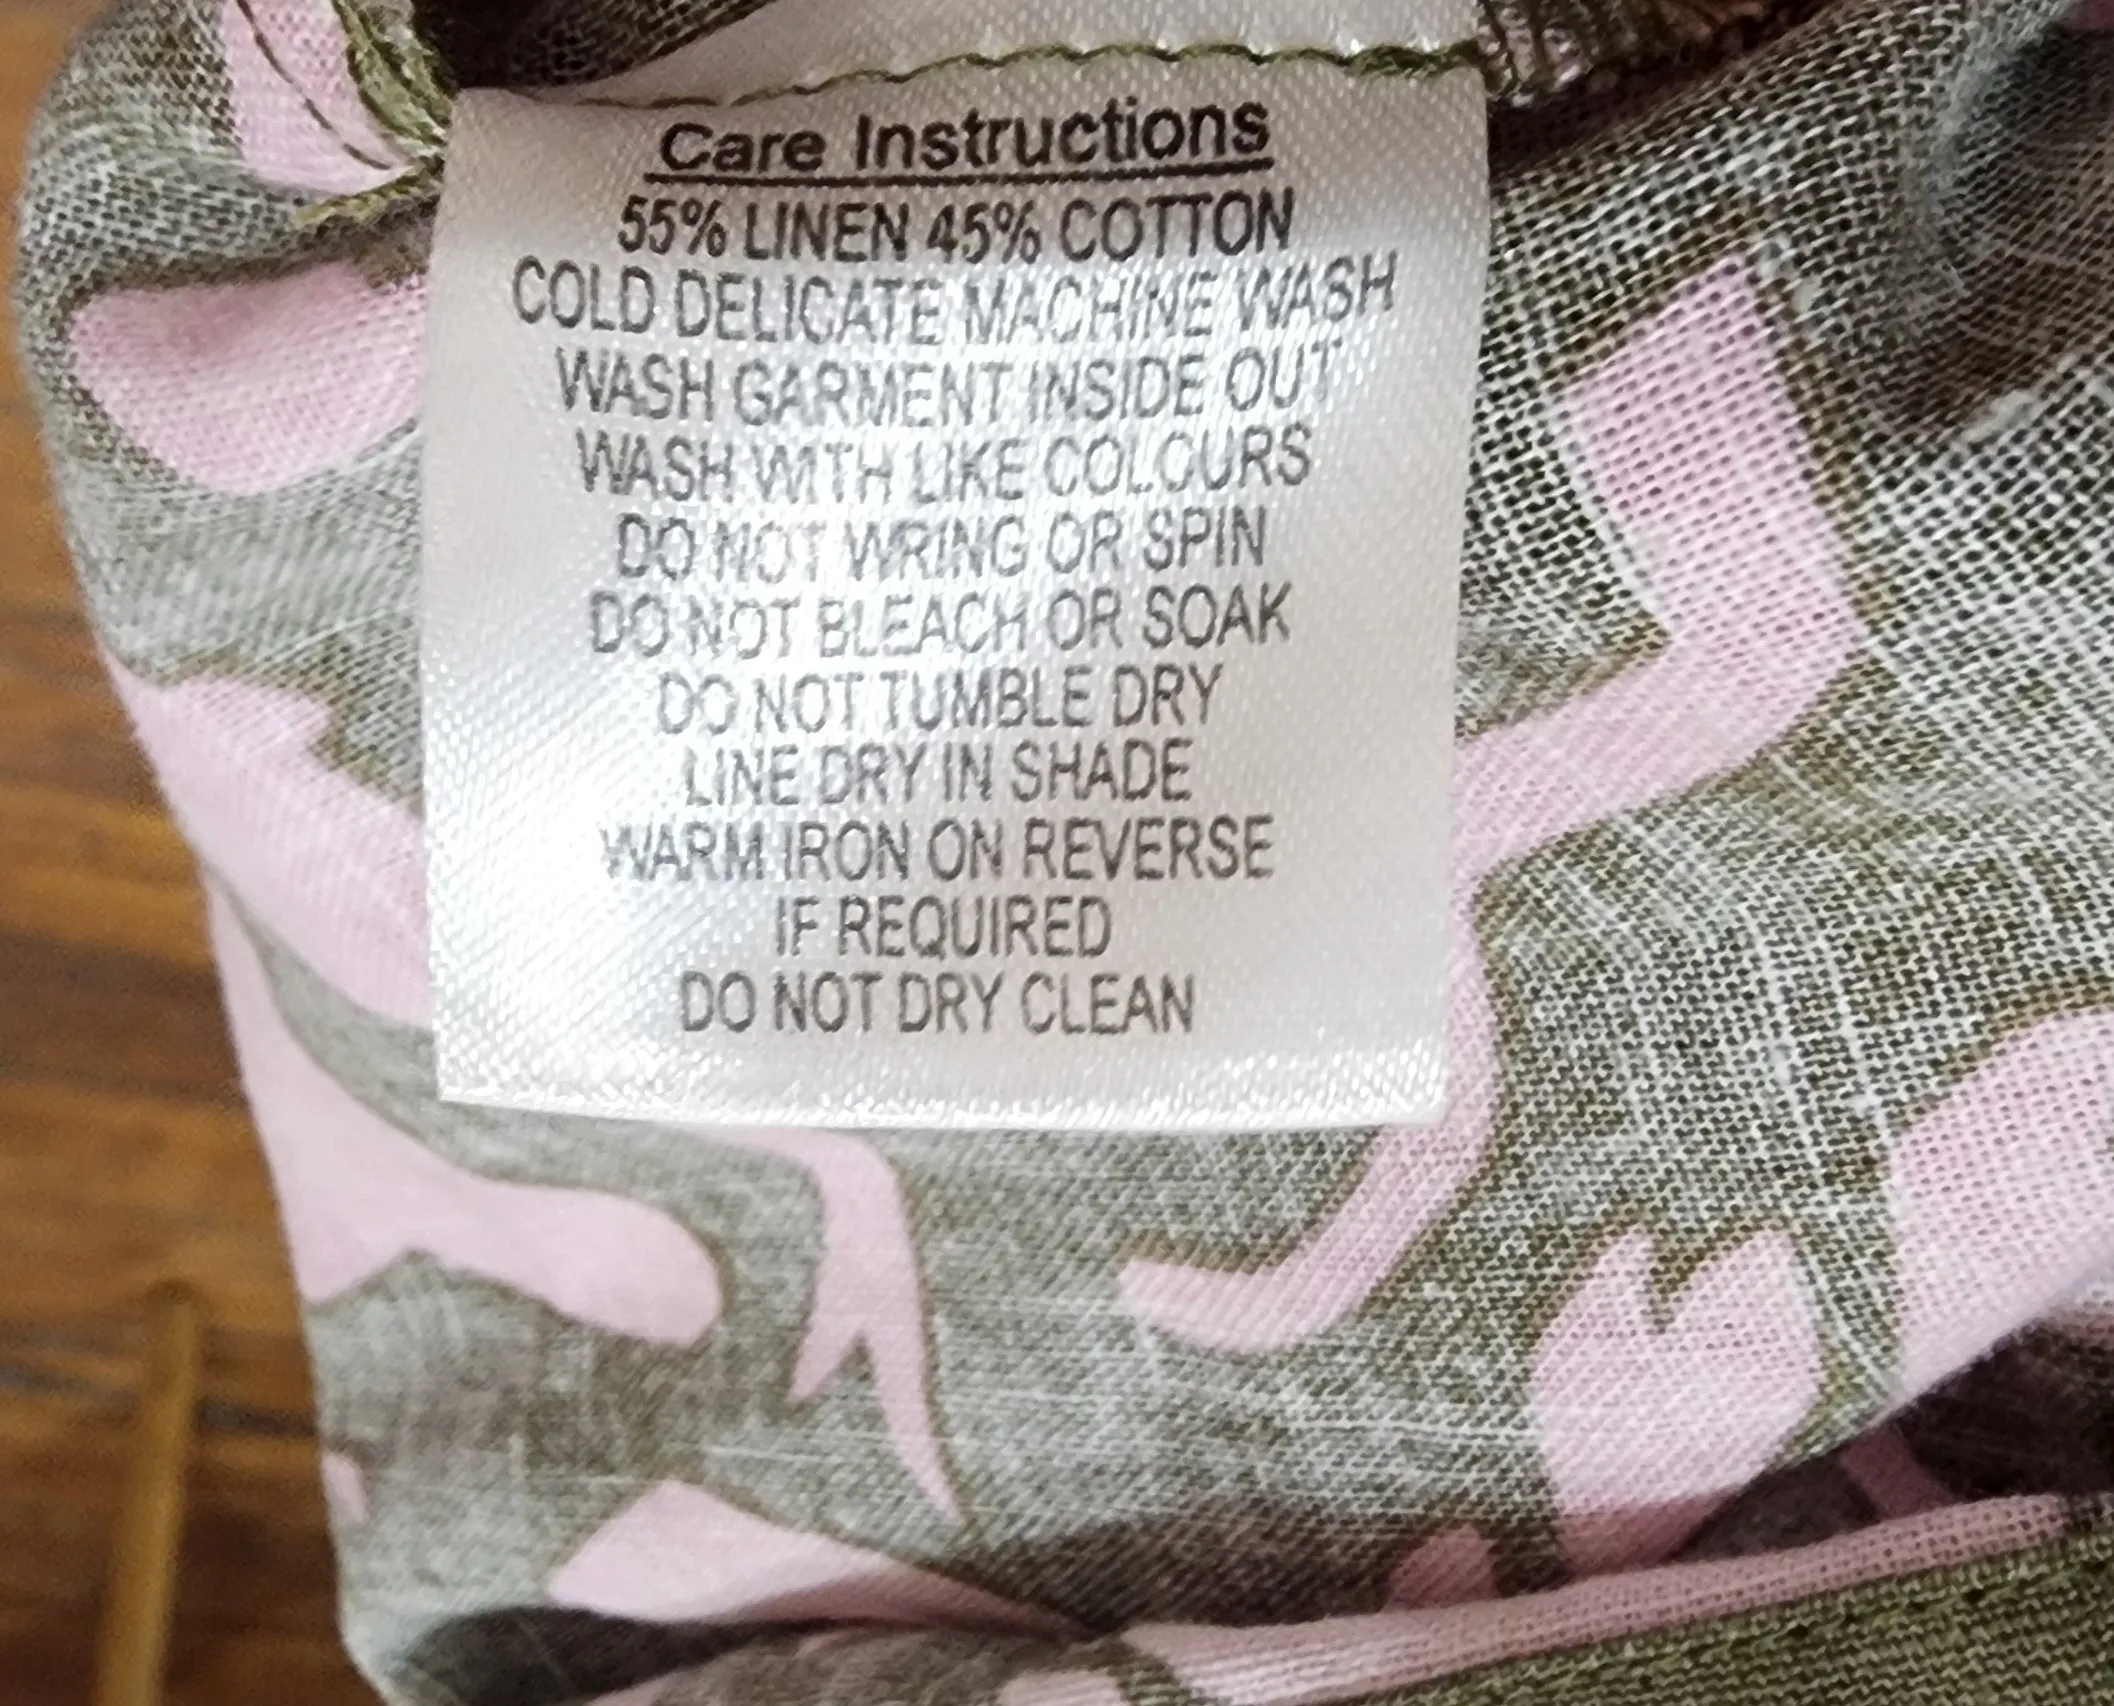 Care Instructions
55% LINEN 45% COTTON
COLD DELICATE MACHINE WASH
WASH GARMENT INSIDE OUT
WASH WITH LIKE COLOURS
DO NOT WRING OR SPIN
DO NOT BLEACH OR SOAK
DO NOT TUMBLE DRY
LINE DRY IN SHADE
WARM IRON ON REVERSE
IF REQUIRED
DO NOT DRY CLEAN